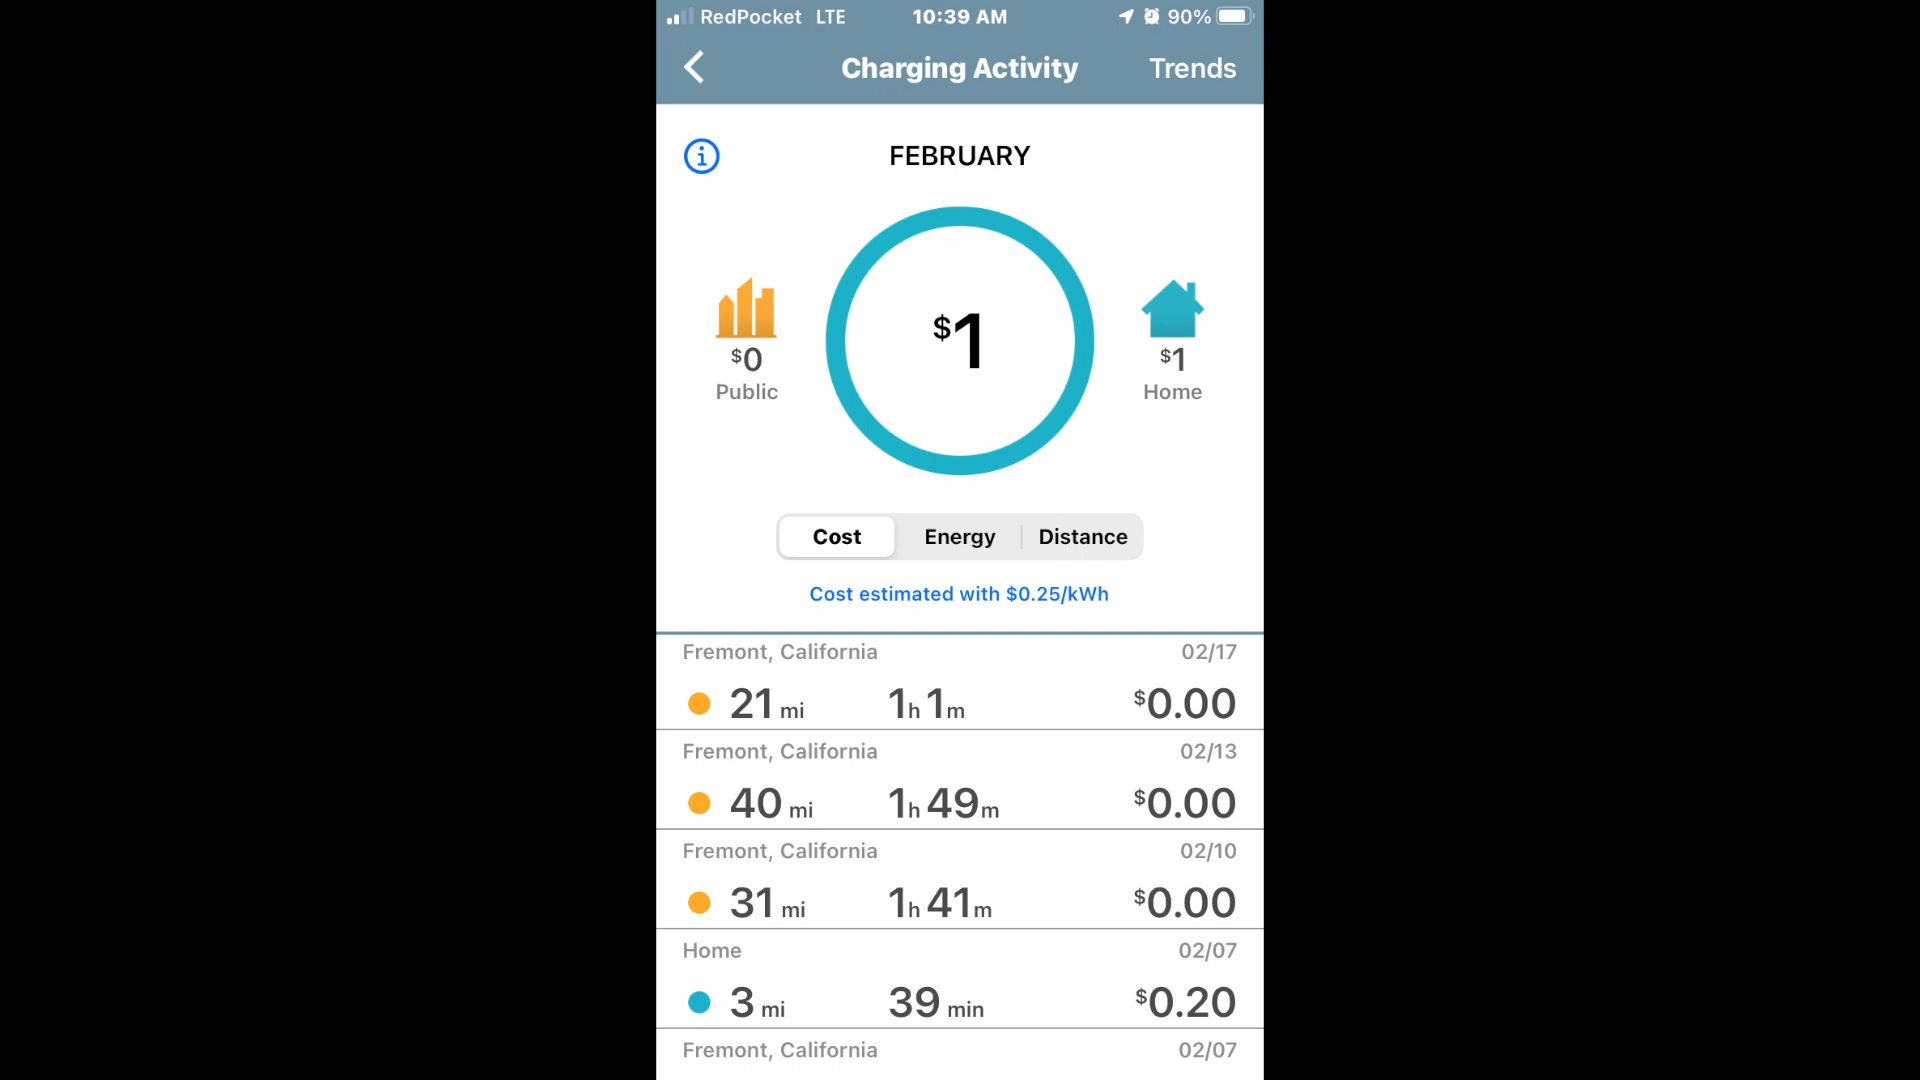 RedPocket LTE 10:39 AM 90%
Charging Activity Trends
FEBRUARY
$1
$0
Public
$1
Home
Cost Energy Distance
Cost estimated with $0.25/kWh
Fremont, California 02/17
21 mi 1h 1m $0.00
Fremont, California 02/13
40 mi 1h 49m $0.00
Fremont, California 02/10
31 mi 1h 41m $0.00
Home 02/07
3 mi 39 min $0.20
Fremont, California 02/07